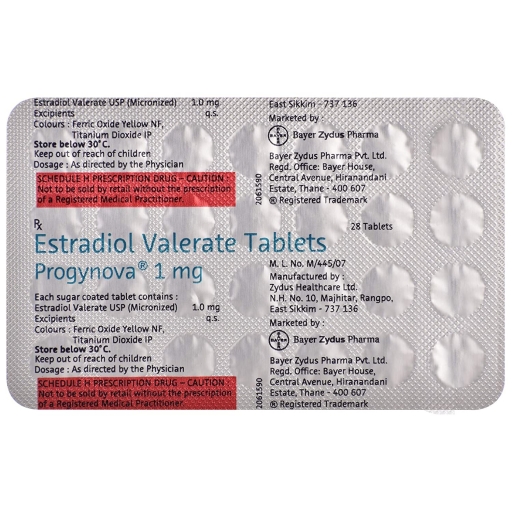 Estradiol Valerate USP (Micronized) 1.0 mg
Excipients q.s.
Colours : Ferric Oxide Yellow NF,
Titanium Dioxide IP
Store below 30°C.
Keep out of reach of children
Dosage : As directed by the Physician
SCHEDULE H PRESCRIPTION DRUG – CAUTION :
Not to be sold by retail without the prescription
of a Registered Medical Practitioner.
East Sikkim - 737 136
Marketed by :
BAYER
Bayer Zydus Pharma
Bayer Zydus Pharma Pvt. Ltd.
Regd. Office: Bayer House,
Central Avenue, Hiranandani
Estate, Thane - 400 607
® Registered Trademark
2061590
Rx
28 Tablets
Estradiol Valerate Tablets
Progynova® 1 mg
Each sugar coated tablet contains :
Estradiol Valerate USP (Micronized) 1.0 mg
Excipients q.s.
Colours : Ferric Oxide Yellow NF,
Titanium Dioxide IP
Store below 30°C.
Keep out of reach of children
Dosage : As directed by the Physician
SCHEDULE H PRESCRIPTION DRUG – CAUTION :
Not to be sold by retail without the prescription
of a Registered Medical Practitioner.
M. L. No. M/445/07
Manufactured by :
Zydus Healthcare Ltd.
N.H. No. 10, Majhitar, Rangpo,
East Sikkim - 737 136
Marketed by :
BAYER
Bayer Zydus Pharma
Bayer Zydus Pharma Pvt. Ltd.
Regd. Office: Bayer House,
Central Avenue, Hiranandani
Estate, Thane - 400 607
® Registered Trademark
2061590